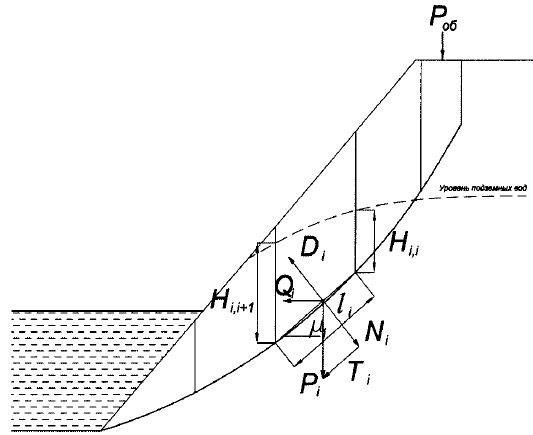 Pоб
Уровень подземных вод
Di
Hi,i
Qi
Hi,i+1
li
μ
Ni
Pi
Ti